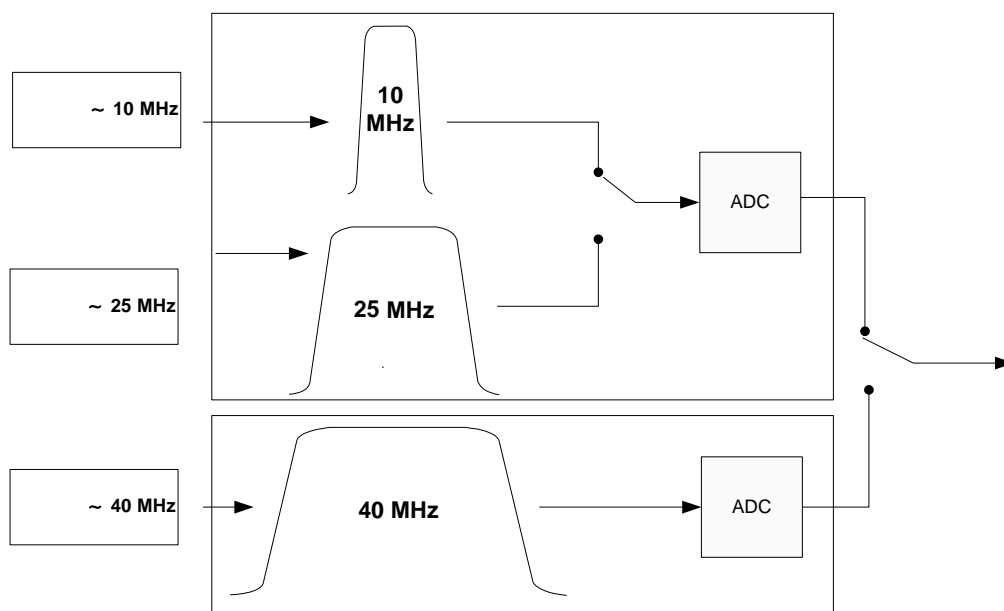 ~ 10 MHz
10
MHz
ADC
~ 25 MHz
25 MHz
~ 40 MHz
40 MHz
ADC